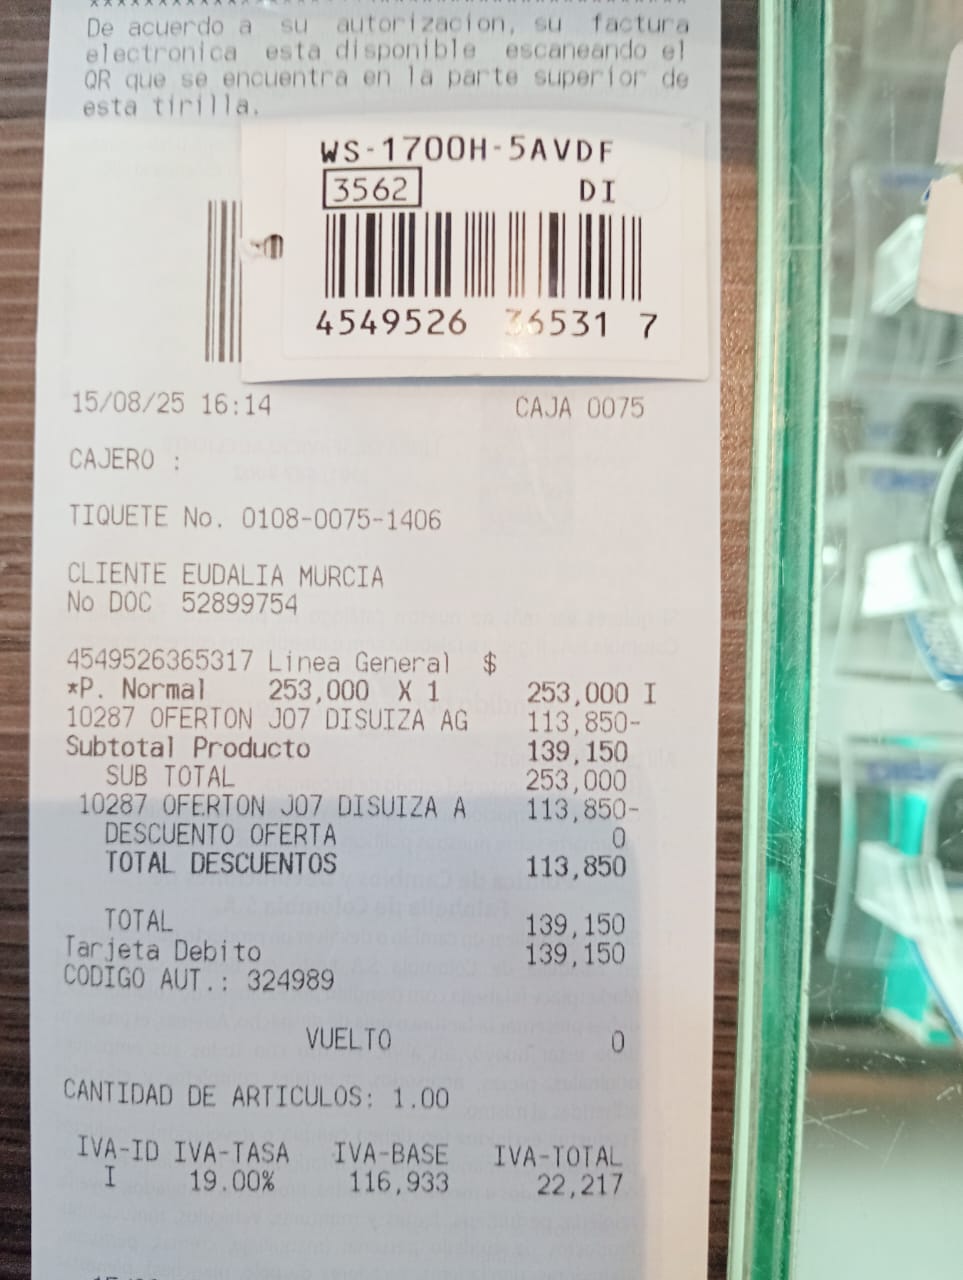 De acuerdo a su autorizacion, su factura
electronica esta disponible escaneando el
QR que se encuentra en la parte superior de
esta tirilla.
WS-1700H-5AVDF
3562 DI
4549526 36531 7
15/08/25 16:14 CAJA 0075
CAJERO :
TIQUETE No. 0108-0075-1406
CLIENTE EUDALIA MURCIA
No DOC 52899754
4549526365317 Linea General $
*P. Normal 253,000 X 1 253,000 I
10287 OFERTON J07 DISUIZA AG 113,850-
Subtotal Producto 139,150
SUB TOTAL 253,000
10287 OFERTON J07 DISUIZA A 113,850-
DESCUENTO OFERTA 0
TOTAL DESCUENTOS 113,850
TOTAL 139,150
Tarjeta Debito 139,150
CODIGO AUT.: 324989
VUELTO 0
CANTIDAD DE ARTICULOS: 1.00
IVA-ID IVA-TASA IVA-BASE IVA-TOTAL
I 19.00% 116,933 22,217